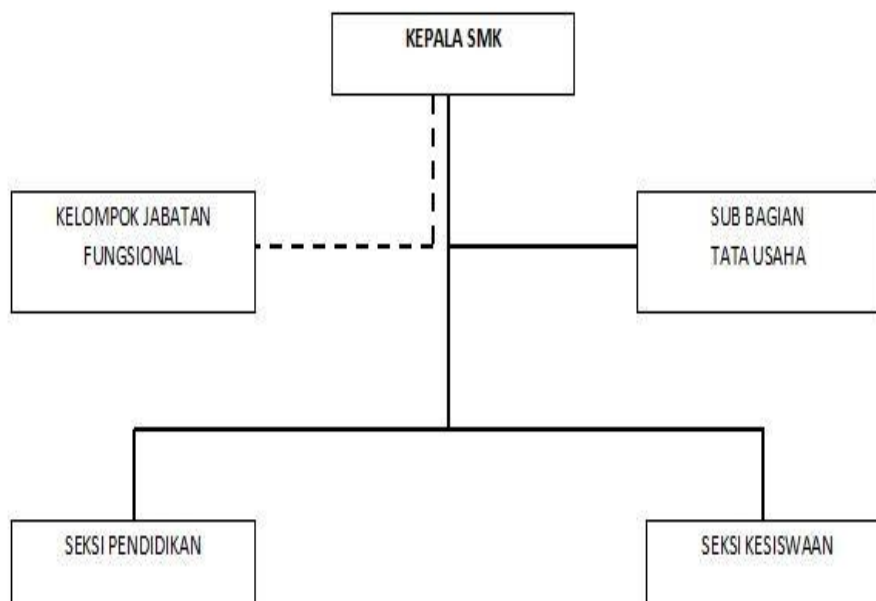 KEPALA SMK
KELOMPOK JABATAN
FUNGSIONAL
SUB BAGIAN
TATA USAHA
SEKSI PENDIDIKAN
SEKSI KESISWAAN